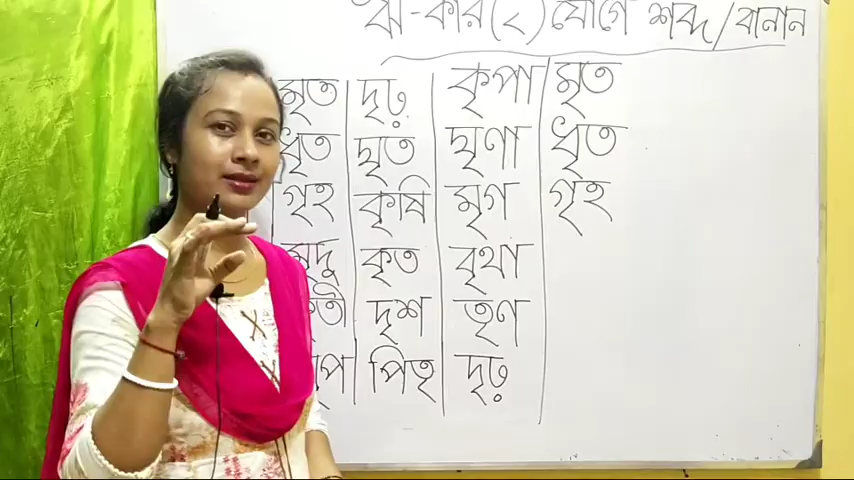 ঋ-কার(ৃ) যোগে শব্দ/বানান
মৃত দৃঢ় কৃপা মৃত
ধৃত ঘৃত ঘৃণা ধৃত
গৃহ কৃষি মৃগ গৃহ
মৃদু কৃত বৃথা
দৃশ তৃণ
পিতৃ দৃঢ়